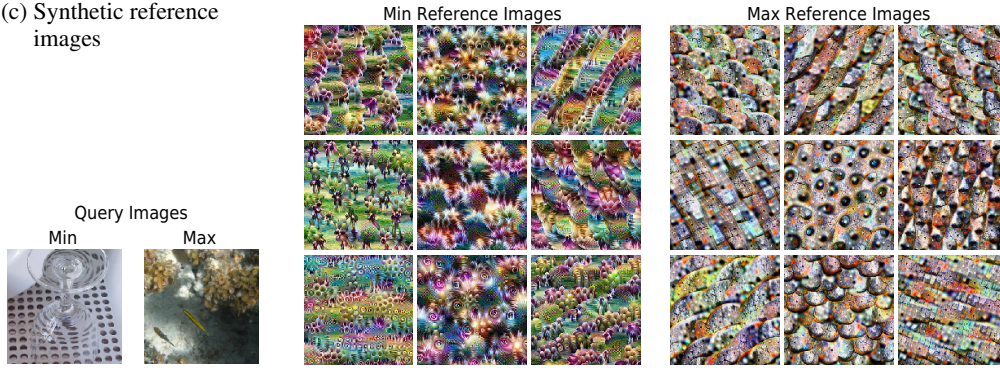 (c) Synthetic reference
images
Min Reference Images
Max Reference Images
Query Images
Min
Max